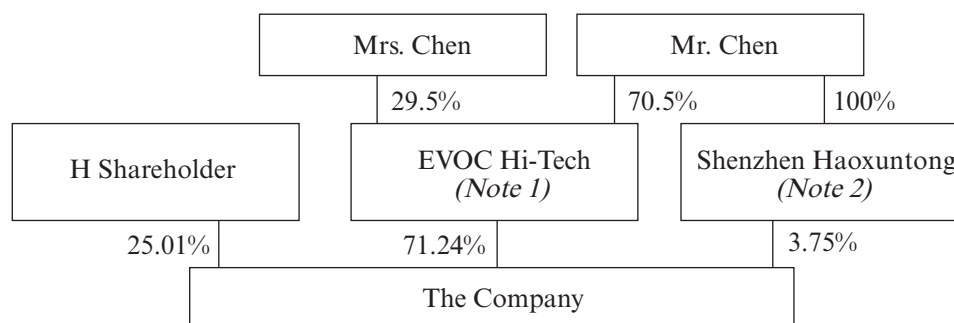 Mrs. Chen
Mr. Chen
29.5%
70.5%
100%
H Shareholder
EVOC Hi-Tech
(Note 1)
Shenzhen Haoxuntong
(Note 2)
25.01%
71.24%
3.75%
The Company